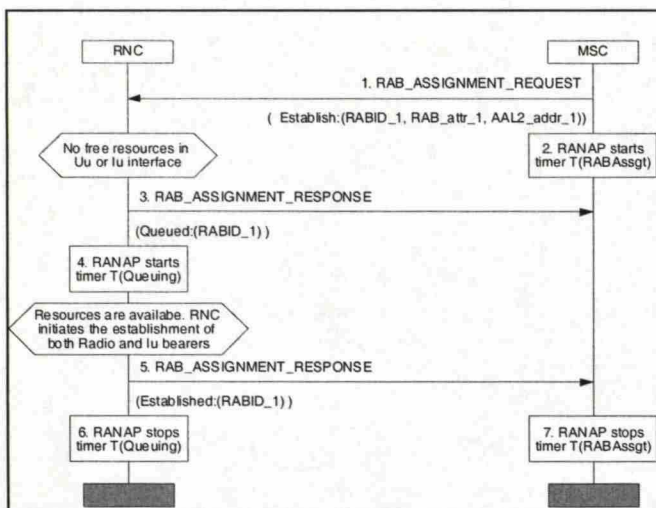 RNC
MSC
1. RAB_ASSIGNMENT_REQUEST
( Establish:(RABID_1, RAB_attr_1, AAL2_addr_1))
No free resources in
Uu or Iu interface
2. RANAP starts
timer T(RABAssgt)
3. RAB_ASSIGNMENT_RESPONSE
(Queued:(RABID_1) )
4. RANAP starts
timer T(Queuing)
Resources are availabe. RNC
initiates the establishment of
both Radio and Iu bearers
5. RAB_ASSIGNMENT_RESPONSE
(Established:(RABID_1) )
6. RANAP stops
timer T(Queuing)
7. RANAP stops
timer T(RABAssgt)